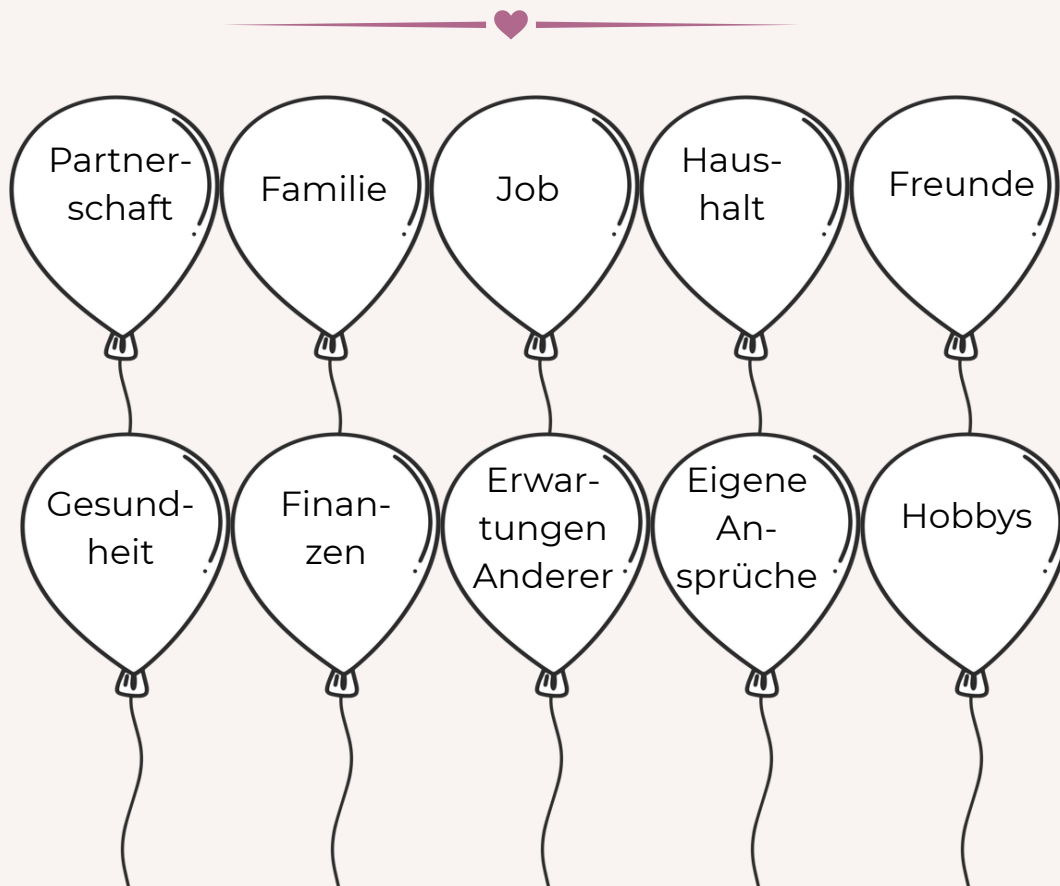 Partner-
schaft
Familie
Job
Haus-
halt
Freunde
Gesund-
heit
Finan-
zen
Erwar-
tungen
Anderer
Eigene
An-
sprüche
Hobbys